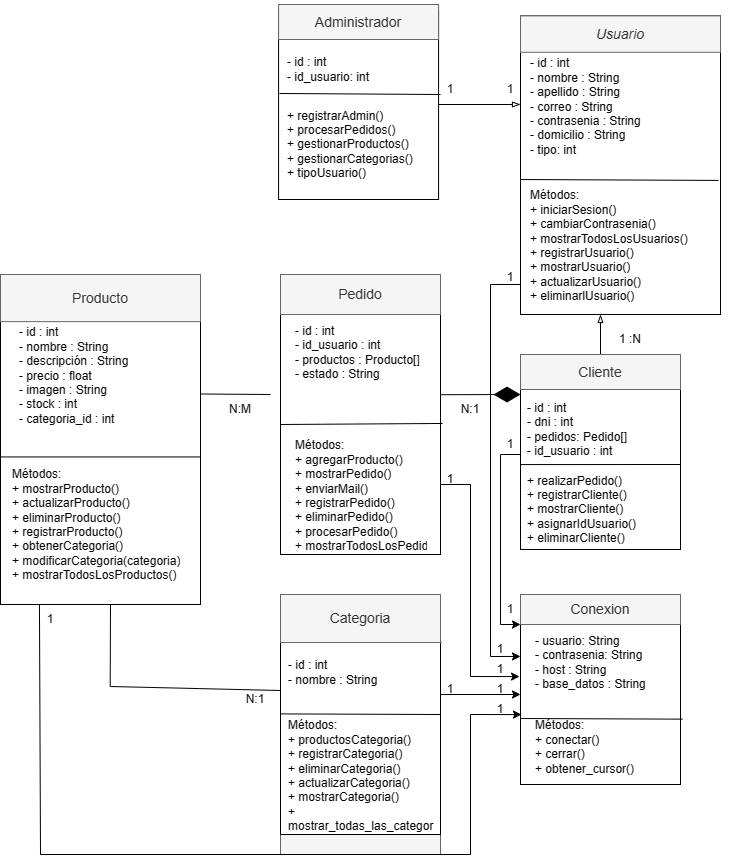 Administrador
- id : int
- id_usuario: int
+ registrarAdmin()
+ procesarPedidos()
+ gestionarProductos()
+ gestionarCategorias()
+ tipoUsuario()
1
1
Usuario
- id : int
- nombre : String
- apellido : String
- correo : String
- contrasenia : String
- domicilio : String
- tipo: int
Métodos:
+ iniciarSesion()
+ cambiarContrasenia()
+ mostrarTodosLosUsuarios()
+ registrarUsuario()
+ mostrarUsuario()
+ actualizarUsuario()
+ eliminarlUsuario()
1
1 :N
Producto
- id : int
- nombre : String
- descripción : String
- precio : float
- imagen : String
- stock : int
- categoria_id : int
Métodos:
+ mostrarProducto()
+ actualizarProducto()
+ eliminarProducto()
+ registrarProducto()
+ obtenerCategoria()
+ modificarCategoria(categoria)
+ mostrarTodosLosProductos()
N:M
Pedido
- id : int
- id_usuario : int
- productos : Producto[]
- estado : String
Métodos:
+ agregarProducto()
+ mostrarPedido()
+ enviarMail()
+ registrarPedido()
+ eliminarPedido()
+ procesarPedido()
+ mostrarTodosLosPedid
N:1
1
Cliente
- id : int
- dni : int
- pedidos: Pedido[]
- id_usuario : int
+ realizarPedido()
+ registrarCliente()
+ mostrarCliente()
+ asignarIdUsuario()
+ eliminarCliente()
1
1
N:1
Categoria
- id : int
- nombre : String
Métodos:
+ productosCategoria()
+ registrarCategoria()
+ eliminarCategoria()
+ actualizarCategoria()
+ mostrarCategoria()
+
mostrar_todas_las_categor
1
1
1
1
1
1
Conexion
- usuario: String
- contrasenia: String
- host : String
- base_datos : String
Métodos:
+ conectar()
+ cerrar()
+ obtener_cursor()